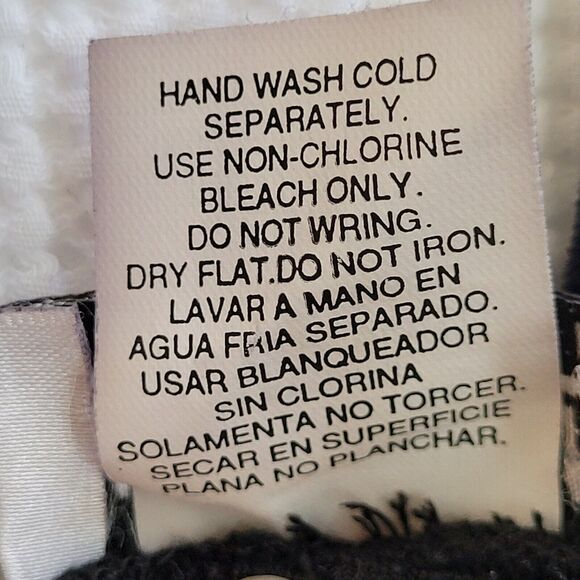 HAND WASH COLD
SEPARATELY.
USE NON-CHLORINE
BLEACH ONLY.
DO NOT WRING.
DRY FLAT.DO NOT IRON.
LAVAR A MANO EN
AGUA FRIA SEPARADO.
USAR BLANQUEADOR
SIN CLORINA
SOLAMENTA NO TORCER.
SECAR EN SUPERFICIE
PLANA NO PLANCHAR.